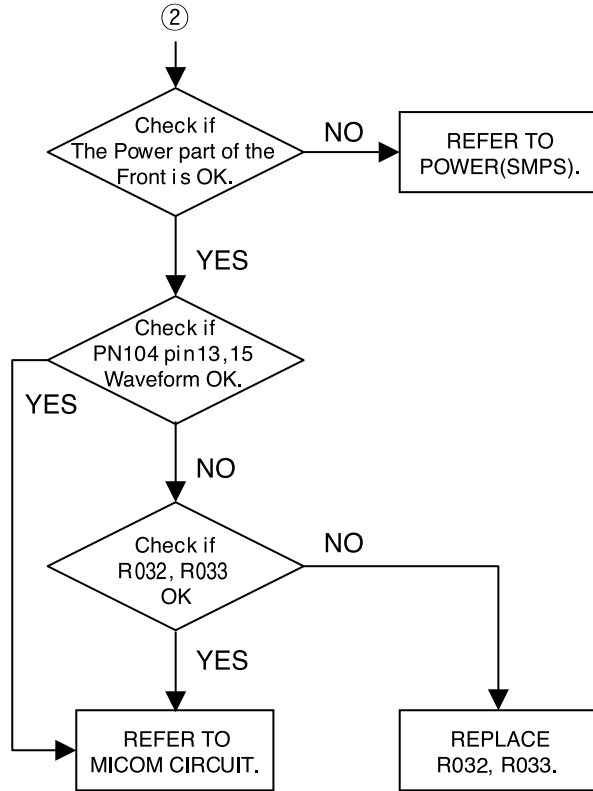 ②
Check if
The Power part of the
Front is OK.
NO
REFER TO
POWER(SMPS).
YES
Check if
PN104 pin13,15
Waveform OK.
YES
NO
Check if
R032, R033
OK
NO
YES
REFER TO
MICOM CIRCUIT.
REPLACE
R032, R033.